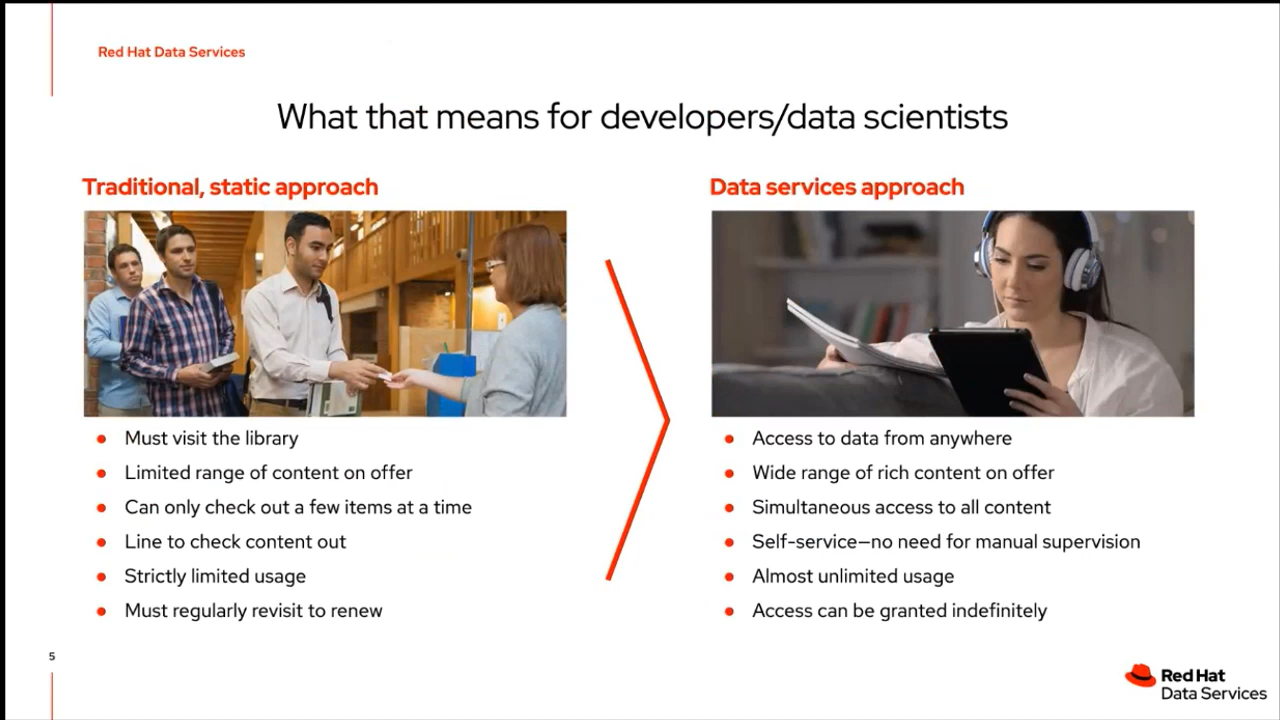 Red Hat Data Services
What that means for developers/data scientists
Traditional, static approach
Must visit the library
Limited range of content on offer
Can only check out a few items at a time
Line to check content out
Strictly limited usage
Must regularly revisit to renew
Data services approach
Access to data from anywhere
Wide range of rich content on offer
Simultaneous access to all content
Self-service—no need for manual supervision
Almost unlimited usage
Access can be granted indefinitely
5
Red Hat
Data Services